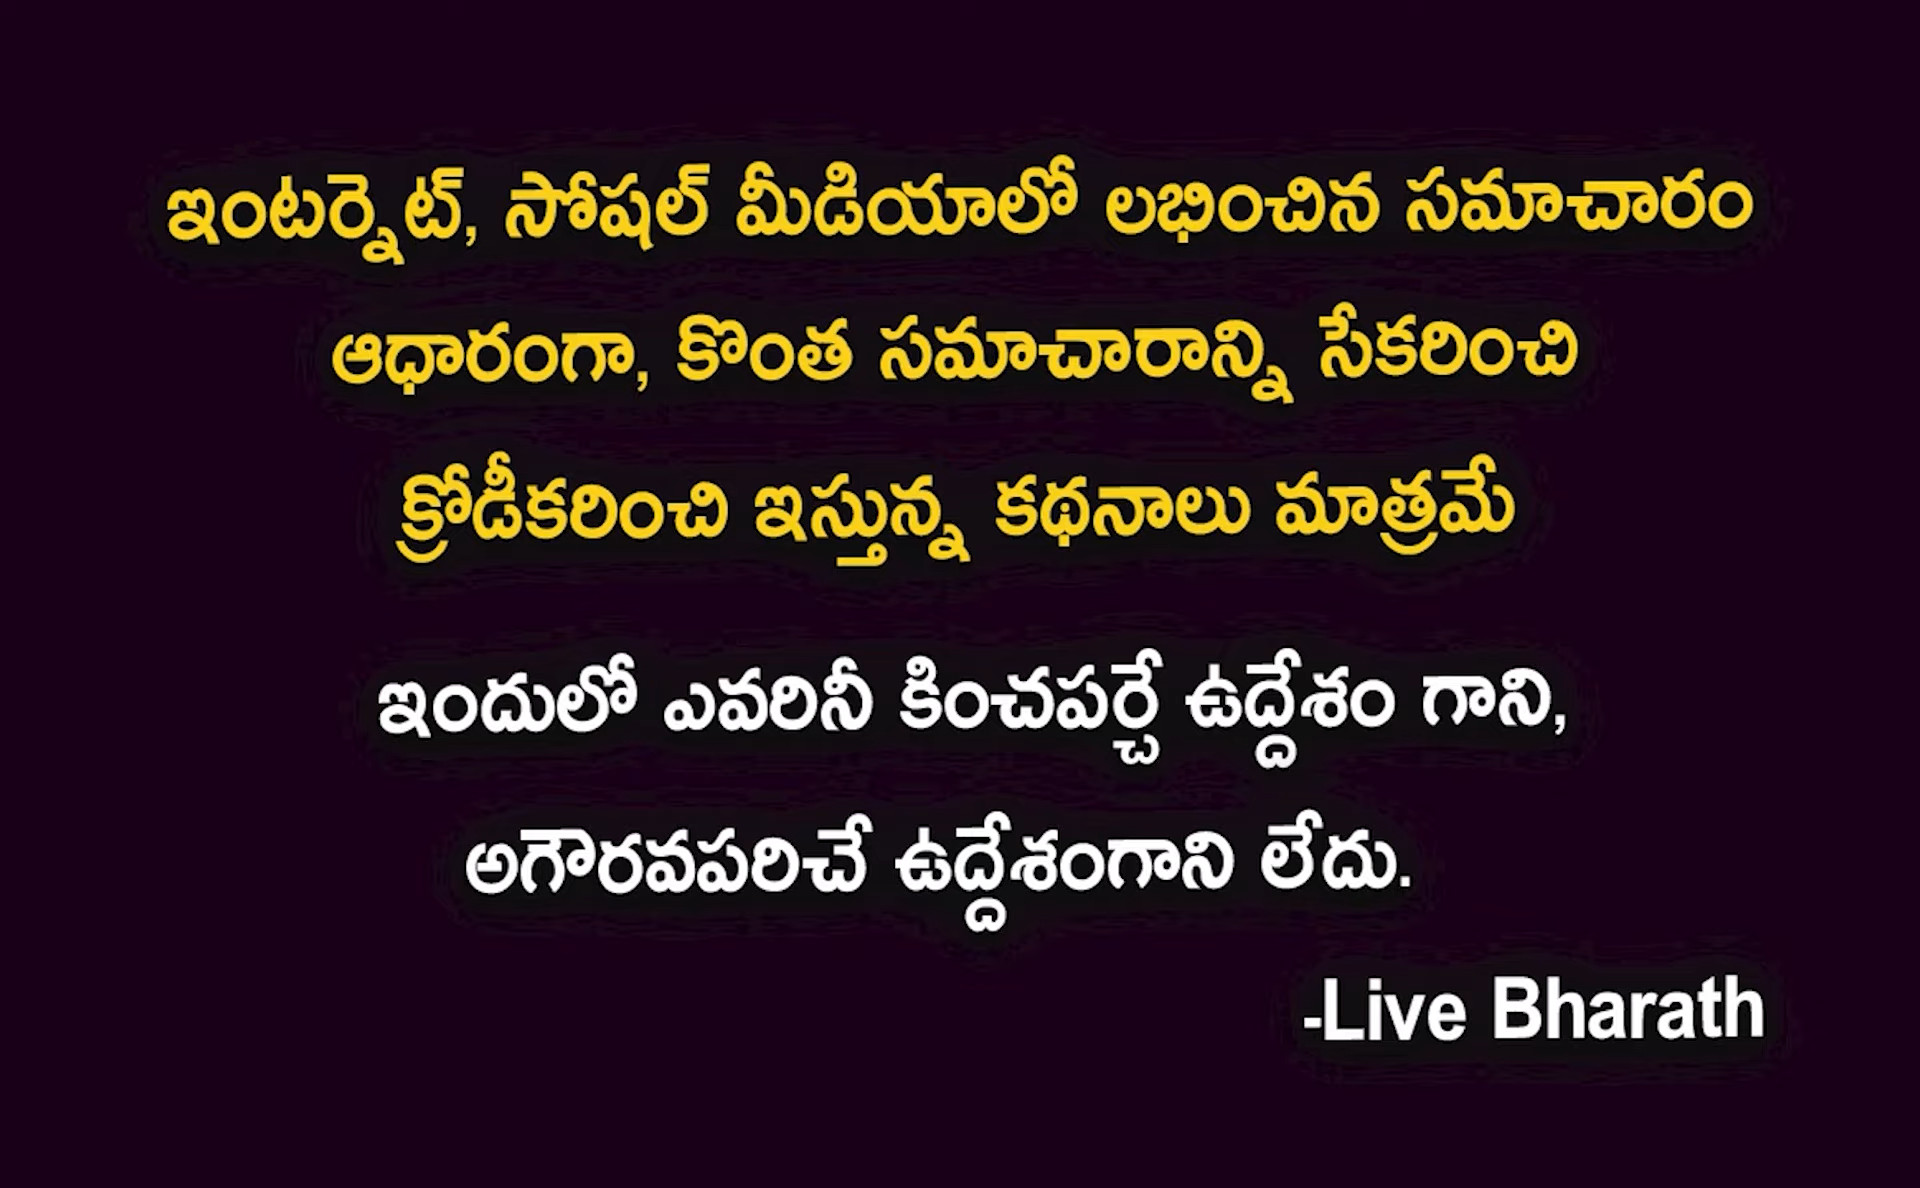 ఇంటర్నెట్, సోషల్ మీడియాలో లభించిన సమాచారం
ఆధారంగా, కొంత సమాచారాన్ని సేకరించి
క్రోడీకరించి ఇస్తున్న కథనాలు మాత్రమే
ఇందులో ఎవరినీ కించపర్చే ఉద్దేశం గాని,
అగౌరవపరిచే ఉద్దేశంగాని లేదు.
-Live Bharath